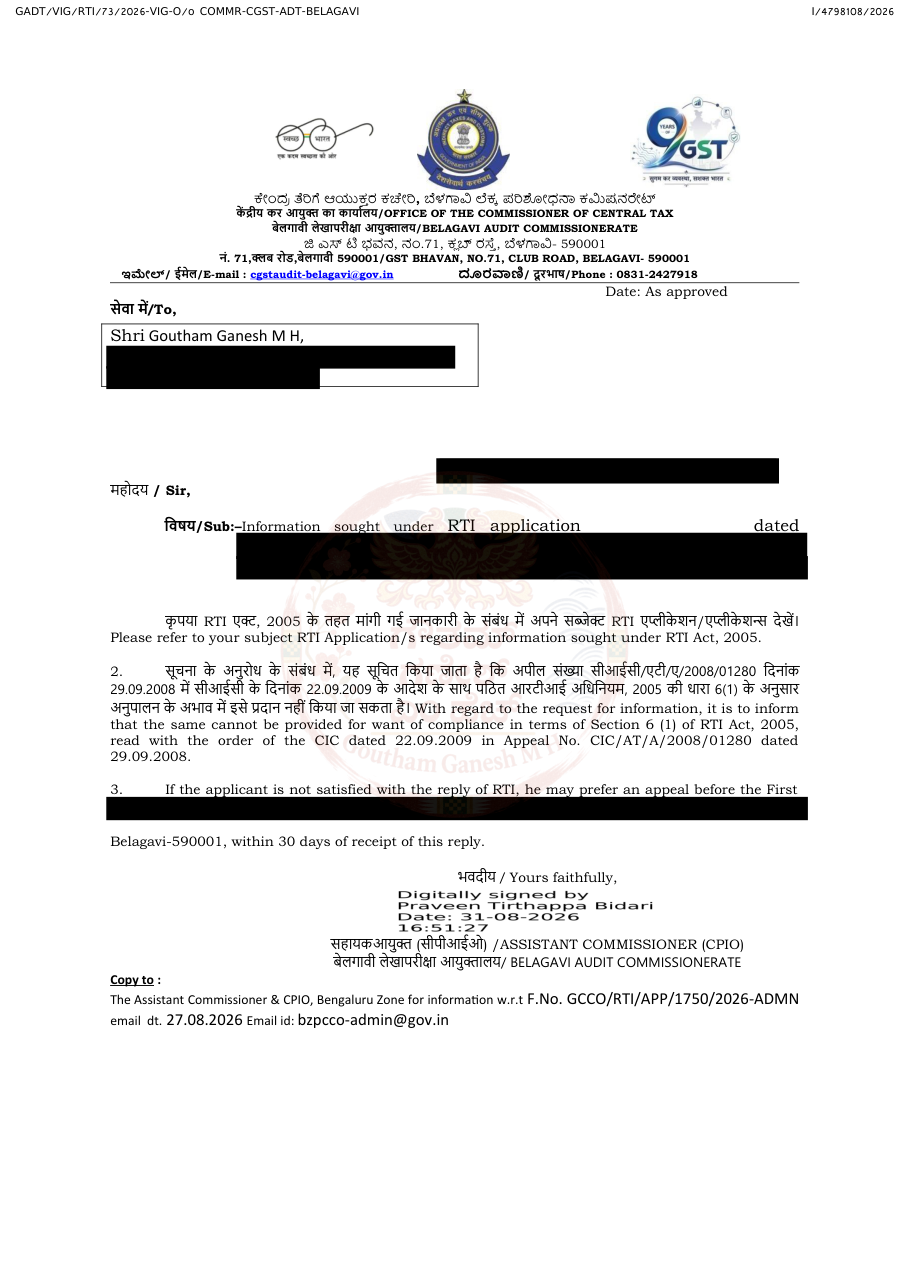 GADT/VIG/RTI/73/2026-VIG-O/o COMMR-CGST-ADT-BELAGAVI I/4798108/2026
स्वच्छ भारत
एक कदम स्वच्छता की ओर
9 YEARS OF GST
सुगम कर व्यवस्था, सशक्त भारत
ಕೇಂದ್ರ ತೆರಿಗೆ ಆಯುಕ್ತರ ಕಚೇರಿ, ಬೆಳಗಾವಿ ಲೆಕ್ಕ ಪರಿಶೋಧನಾ ಕಮಿಷನರೇಟ್
केंद्रीय कर आयुक्त का कार्यालय/OFFICE OF THE COMMISSIONER OF CENTRAL TAX
बेलगावी लेखापरीक्षा आयुक्तालय/BELAGAVI AUDIT COMMISSIONERATE
ಜಿ ಎಸ್ ಟಿ ಭವನ, ನಂ.71, ಕ್ಲಬ್ ರಸ್ತೆ, ಬೆಳಗಾವಿ- 590001
नं. 71,क्लब रोड,बेलगावी 590001/GST BHAVAN, NO.71, CLUB ROAD, BELAGAVI- 590001
ಇಮೇಲ್/ ईमेल/E-mail : cgstaudit-belagavi@gov.in ದೂರವಾಣಿ/ दूरभाष/Phone : 0831-2427918
Date: As approved
सेवा में/To,
Shri Goutham Ganesh M H,
महोदय / Sir,
विषय/Sub:–Information sought under RTI application dated
कृपया RTI एक्ट, 2005 के तहत मांगी गई जानकारी के संबंध में अपने सब्जेक्ट RTI एप्लीकेशन/एप्लीकेशन्स देखें।
Please refer to your subject RTI Application/s regarding information sought under RTI Act, 2005.
2. सूचना के अनुरोध के संबंध में, यह सूचित किया जाता है कि अपील संख्या सीआईसी/एटी/ए/2008/01280 दिनांक
29.09.2008 में सीआईसी के दिनांक 22.09.2009 के आदेश के साथ पठित आरटीआई अधिनियम, 2005 की धारा 6(1) के अनुसार
अनुपालन के अभाव में इसे प्रदान नहीं किया जा सकता है। With regard to the request for information, it is to inform
that the same cannot be provided for want of compliance in terms of Section 6 (1) of RTI Act, 2005,
read with the order of the CIC dated 22.09.2009 in Appeal No. CIC/AT/A/2008/01280 dated
29.09.2008.
Goutham Ganesh M H
3. If the applicant is not satisfied with the reply of RTI, he may prefer an appeal before the First
Belagavi-590001, within 30 days of receipt of this reply.
भवदीय / Yours faithfully,
Digitally signed by
Praveen Tirthappa Bidari
Date: 31-08-2026
16:51:27
सहायकआयुक्त (सीपीआईओ) /ASSISTANT COMMISSIONER (CPIO)
बेलगावी लेखापरीक्षा आयुक्तालय/ BELAGAVI AUDIT COMMISSIONERATE
Copy to :
The Assistant Commissioner & CPIO, Bengaluru Zone for information w.r.t F.No. GCCO/RTI/APP/1750/2026-ADMN
email dt. 27.08.2026 Email id: bzpcco-admin@gov.in